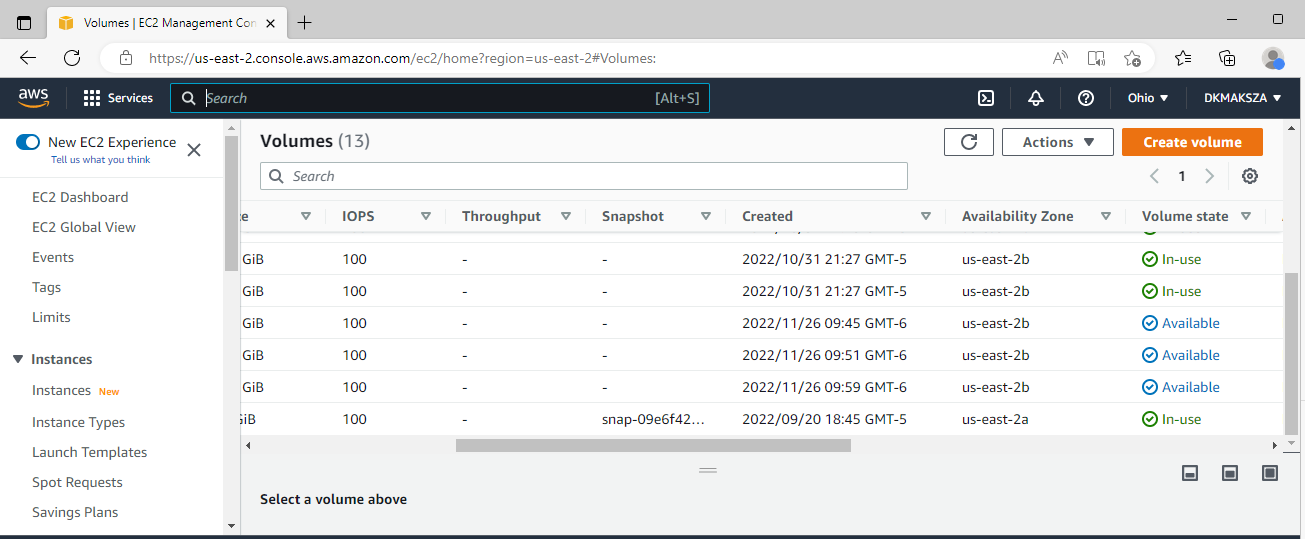 Volumes | EC2 Management Con
https://us-east-2.console.aws.amazon.com/ec2/home?region=us-east-2#Volumes:
aws Services Search [Alt+S] Ohio DKMAKSZA
New EC2 Experience
Tell us what you think
EC2 Dashboard
EC2 Global View
Events
Tags
Limits
Instances
Instances New
Instance Types
Launch Templates
Spot Requests
Savings Plans
Volumes (13) Actions Create volume
Search 1
IOPS Throughput Snapshot Created Availability Zone Volume state
GiB 100 - - 2022/10/31 21:27 GMT-5 us-east-2b In-use
GiB 100 - - 2022/10/31 21:27 GMT-5 us-east-2b In-use
GiB 100 - - 2022/11/26 09:45 GMT-6 us-east-2b Available
GiB 100 - - 2022/11/26 09:51 GMT-6 us-east-2b Available
GiB 100 - - 2022/11/26 09:59 GMT-6 us-east-2b Available
GiB 100 - snap-09e6f42... 2022/09/20 18:45 GMT-5 us-east-2a In-use
Select a volume above